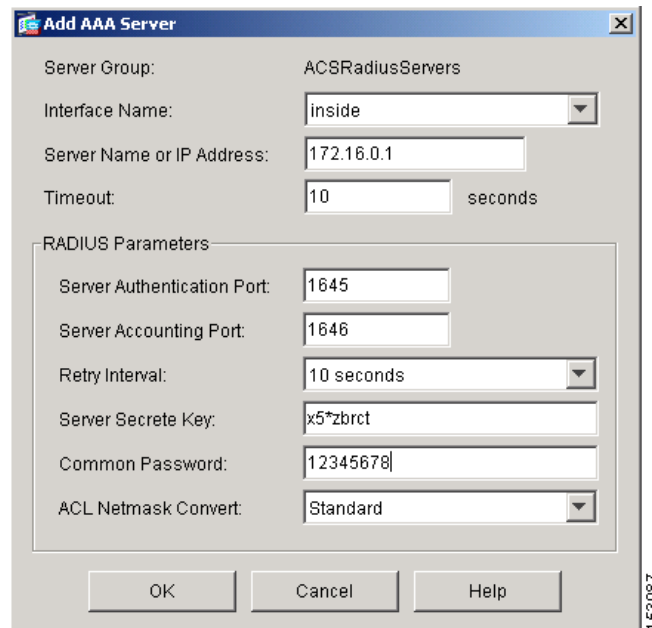 Add AAA Server
Server Group: ACSRadiusServers
Interface Name: inside
Server Name or IP Address: 172.16.0.1
Timeout: 10 seconds
RADIUS Parameters
Server Authentication Port: 1645
Server Accounting Port: 1646
Retry Interval: 10 seconds
Server Secrete Key: x5*zbrct
Common Password: 12345678
ACL Netmask Convert: Standard
OK Cancel Help
153087